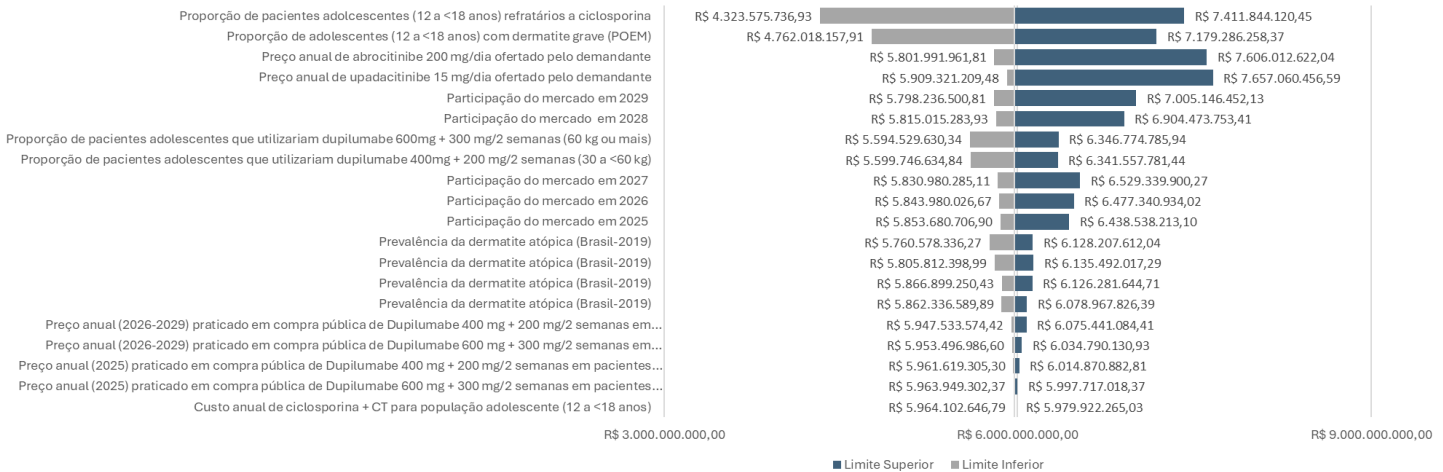 Proporção de pacientes adolcescentes (12 a <18 anos) refratários a ciclosporina R$ 4.323.575.736,93 R$ 7.411.844.120,45
Proporção de adolescentes (12 a <18 anos) com dermatite grave (POEM) R$ 4.762.018.157,91 R$ 7.179.286.258,37
Preço anual de abrocitinibe 200 mg/dia ofertado pelo demandante R$ 5.801.991.961,81 R$ 7.606.012.622,04
Preço anual de upadacitinibe 15 mg/dia ofertado pelo demandante R$ 5.909.321.209,48 R$ 7.657.060.456,59
Participação do mercado em 2029 R$ 5.798.236.500,81 R$ 7.005.146.452,13
Participação do mercado em 2028 R$ 5.815.015.283,93 R$ 6.904.473.753,41
Proporção de pacientes adolescentes que utilizariam dupilumabe 600mg + 300 mg/2 semanas (60 kg ou mais) R$ 5.594.529.630,34 R$ 6.346.774.785,94
Proporção de pacientes adolescentes que utilizariam dupilumabe 400mg + 200 mg/2 semanas (30 a <60 kg) R$ 5.599.746.634,84 R$ 6.341.557.781,44
Participação do mercado em 2027 R$ 5.830.980.285,11 R$ 6.529.339.900,27
Participação do mercado em 2026 R$ 5.843.980.026,67 R$ 6.477.340.934,02
Participação do mercado em 2025 R$ 5.853.680.706,90 R$ 6.438.538.213,10
Prevalência da dermatite atópica (Brasil-2019) R$ 5.760.578.336,27 R$ 6.128.207.612,04
Prevalência da dermatite atópica (Brasil-2019) R$ 5.805.812.398,99 R$ 6.135.492.017,29
Prevalência da dermatite atópica (Brasil-2019) R$ 5.866.899.250,43 R$ 6.126.281.644,71
Prevalência da dermatite atópica (Brasil-2019) R$ 5.862.336.589,89 R$ 6.078.967.826,39
Preço anual (2026-2029) praticado em compra pública de Dupilumabe 400 mg + 200 mg/2 semanas em... R$ 5.947.533.574,42 R$ 6.075.441.084,41
Preço anual (2026-2029) praticado em compra pública de Dupilumabe 600 mg + 300 mg/2 semanas em... R$ 5.953.496.986,60 R$ 6.034.790.130,93
Preço anual (2025) praticado em compra pública de Dupilumabe 400 mg + 200 mg/2 semanas em pacientes... R$ 5.961.619.305,30 R$ 6.014.870.882,81
Preço anual (2025) praticado em compra pública de Dupilumabe 600 mg + 300 mg/2 semanas em pacientes... R$ 5.963.949.302,37 R$ 5.997.717.018,37
Custo anual de ciclosporina + CT para população adolescente (12 a <18 anos) R$ 5.964.102.646,79 R$ 5.979.922.265,03
R$ 3.000.000.000,00 R$ 6.000.000.000,00 R$ 9.000.000.000,00
Limite Superior Limite Inferior